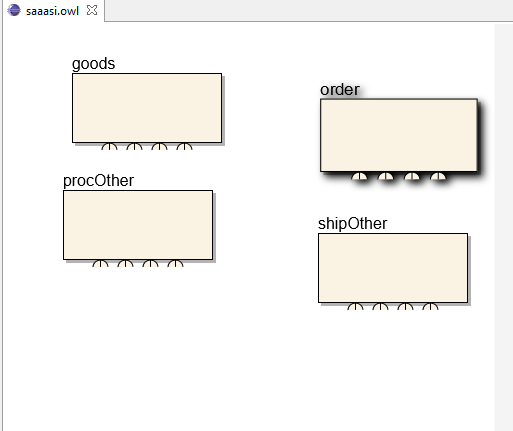 saaasi.owl
goods
order
procOther
shipOther